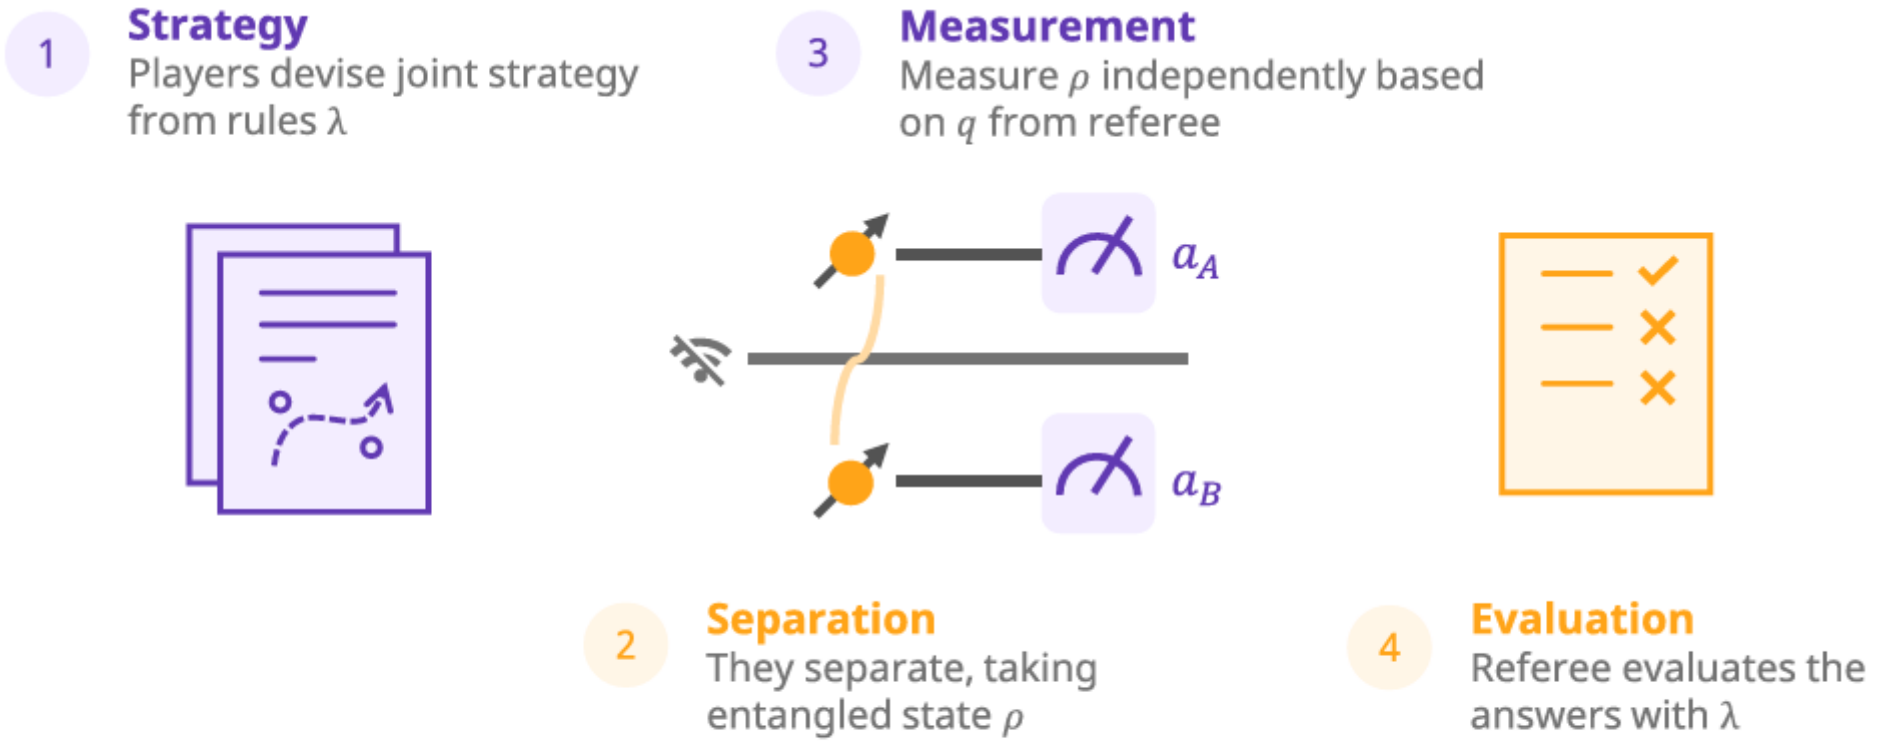 1
Strategy
Players devise joint strategy
from rules λ
3
Measurement
Measure ρ independently based
on q from referee
a_A
a_B
2
Separation
They separate, taking
entangled state ρ
4
Evaluation
Referee evaluates the
answers with λ